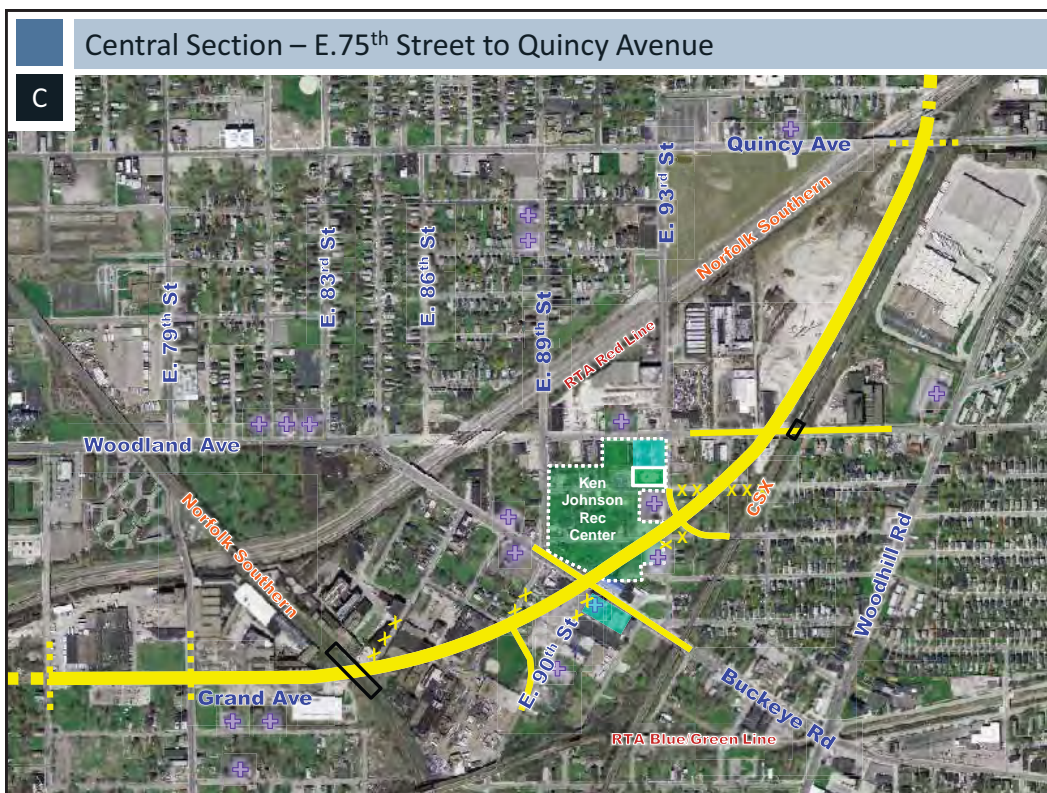 Central Section – E.75th Street to Quincy Avenue
C
Quincy Ave
E. 93rd St
Norfolk Southern
E. 79th St
E. 83rd St
E. 86th St
E. 89th St
RTA Red Line
Woodland Ave
Ken
Johnson
Rec
Center
CSX
Woodhill Rd
Norfolk Southern
E. 90th St
Grand Ave
Buckeye Rd
RTA Blue/Green Line